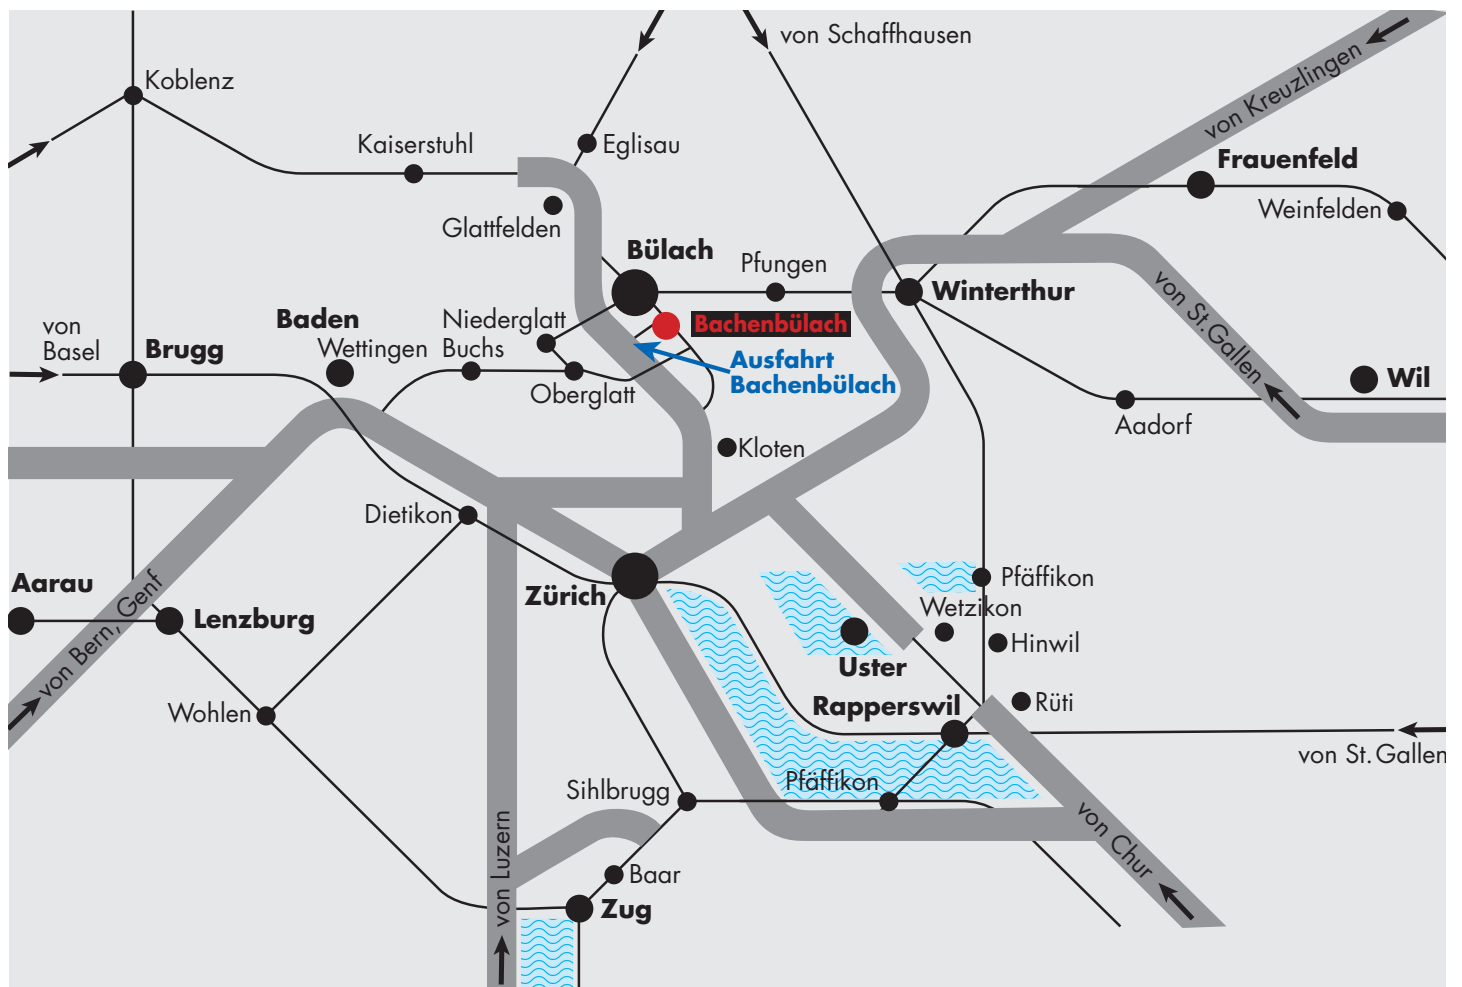 von Schaffhausen
Koblenz
von Kreuzlingen
Kaiserstuhl
Eglisau
Frauenfeld
Weinfelden
Glattfelden
Bülach
Pfungen
Winterthur
von St. Gallen
von
Basel
Brugg
Baden
Wettingen
Niederglatt
Buchs
Bachenbülach
Ausfahrt
Bachenbülach
Oberglatt
Wil
Aadorf
Kloten
Dietikon
Aarau
von Bern, Genf
Lenzburg
Zürich
Pfäffikon
Wetzikon
Hinwil
Uster
Rapperswil
Rüti
Wohlen
von St. Gallen
Sihlbrugg
Pfäffikon
von Chur
von Luzern
Baar
Zug